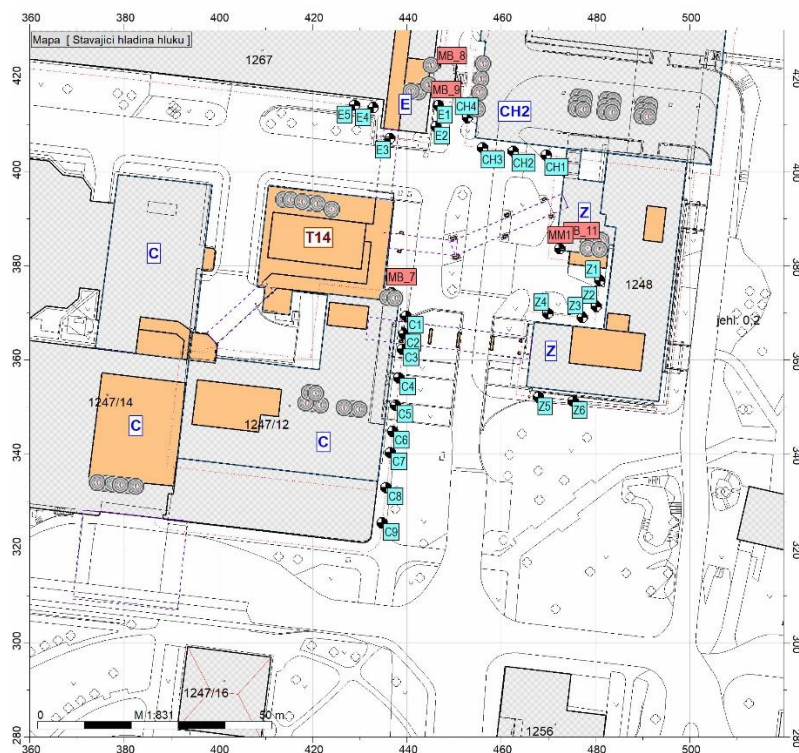 360 380 400 420 440 460 480 500
Mapa [ Stavajici hladina hluku ]
420
420
1267
MB_8
MB_9
CH4
E
CH2
E5
E4
E1
E2
E3
CH3
CH2
CH1
400
400
C
T14
Z
MM1
B_11
380
380
MB_7
Z1
1248
Z2
Z3
Z4
jehl. 0,2
C1
C2
C3
Z
360
360
C4
1247/14
C5
Z5
Z6
1247/12
C
C
C6
C7
340
340
C8
C9
320
320
300
300
1247/16
0 M 1:831 50 m
1256
280
360 380 400 420 440 460 480 500